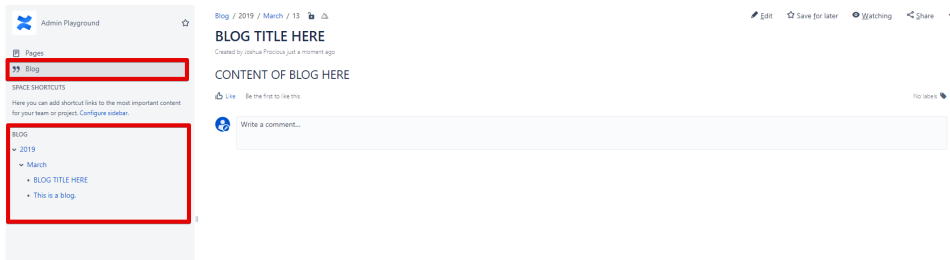 Admin Playground
Pages
Blog
SPACE SHORTCUTS
Here you can add shortcut links to the most important content
for your team or project. Configure sidebar.
BLOG
2019
March
BLOG TITLE HERE
This is a blog.
Blog / 2019 / March / 13
Edit Save for later Watching Share
BLOG TITLE HERE
Created by Joshua Procious just a moment ago
CONTENT OF BLOG HERE
Like Be the first to like this
No labels
Write a comment...